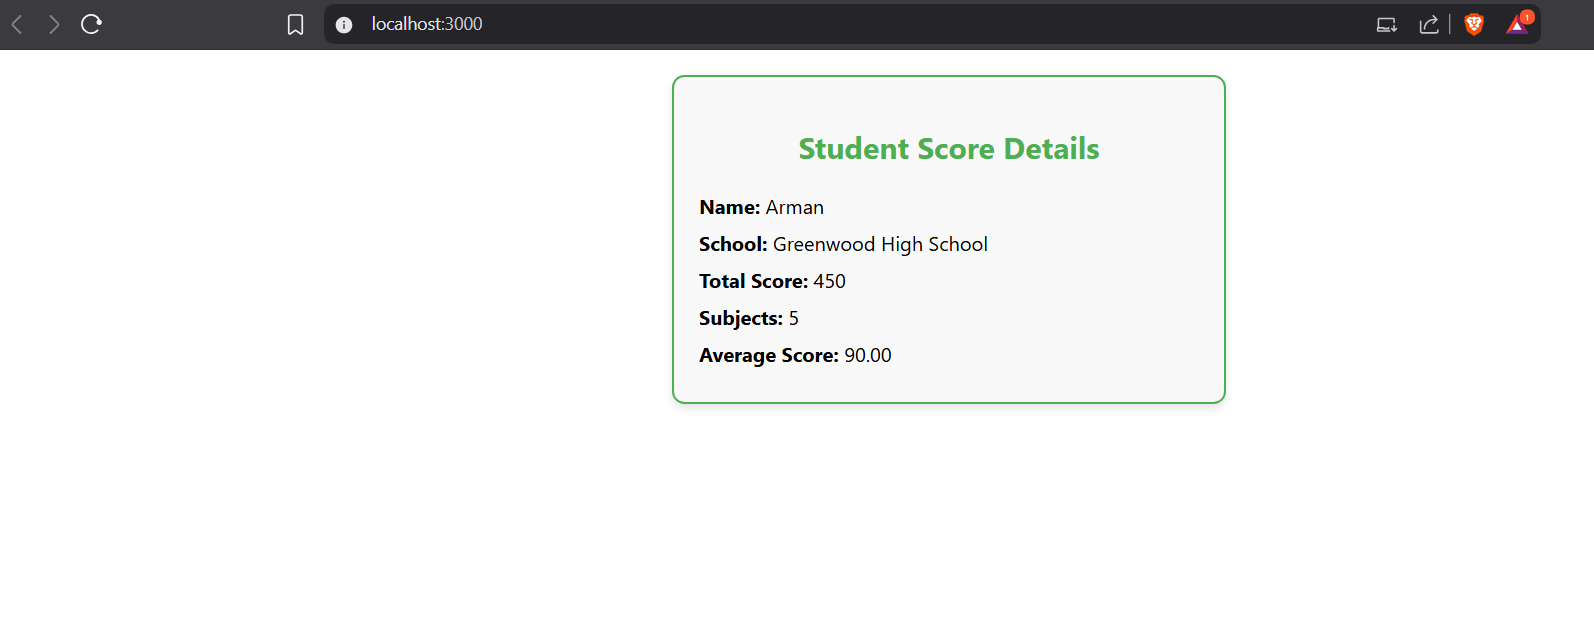 localhost:3000
1
Student Score Details
Name: Arman
School: Greenwood High School
Total Score: 450
Subjects: 5
Average Score: 90.00